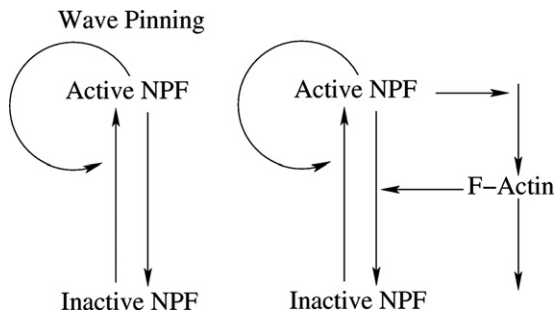 Wave Pinning
Active NPF
Active NPF
F−Actin
Inactive NPF
Inactive NPF